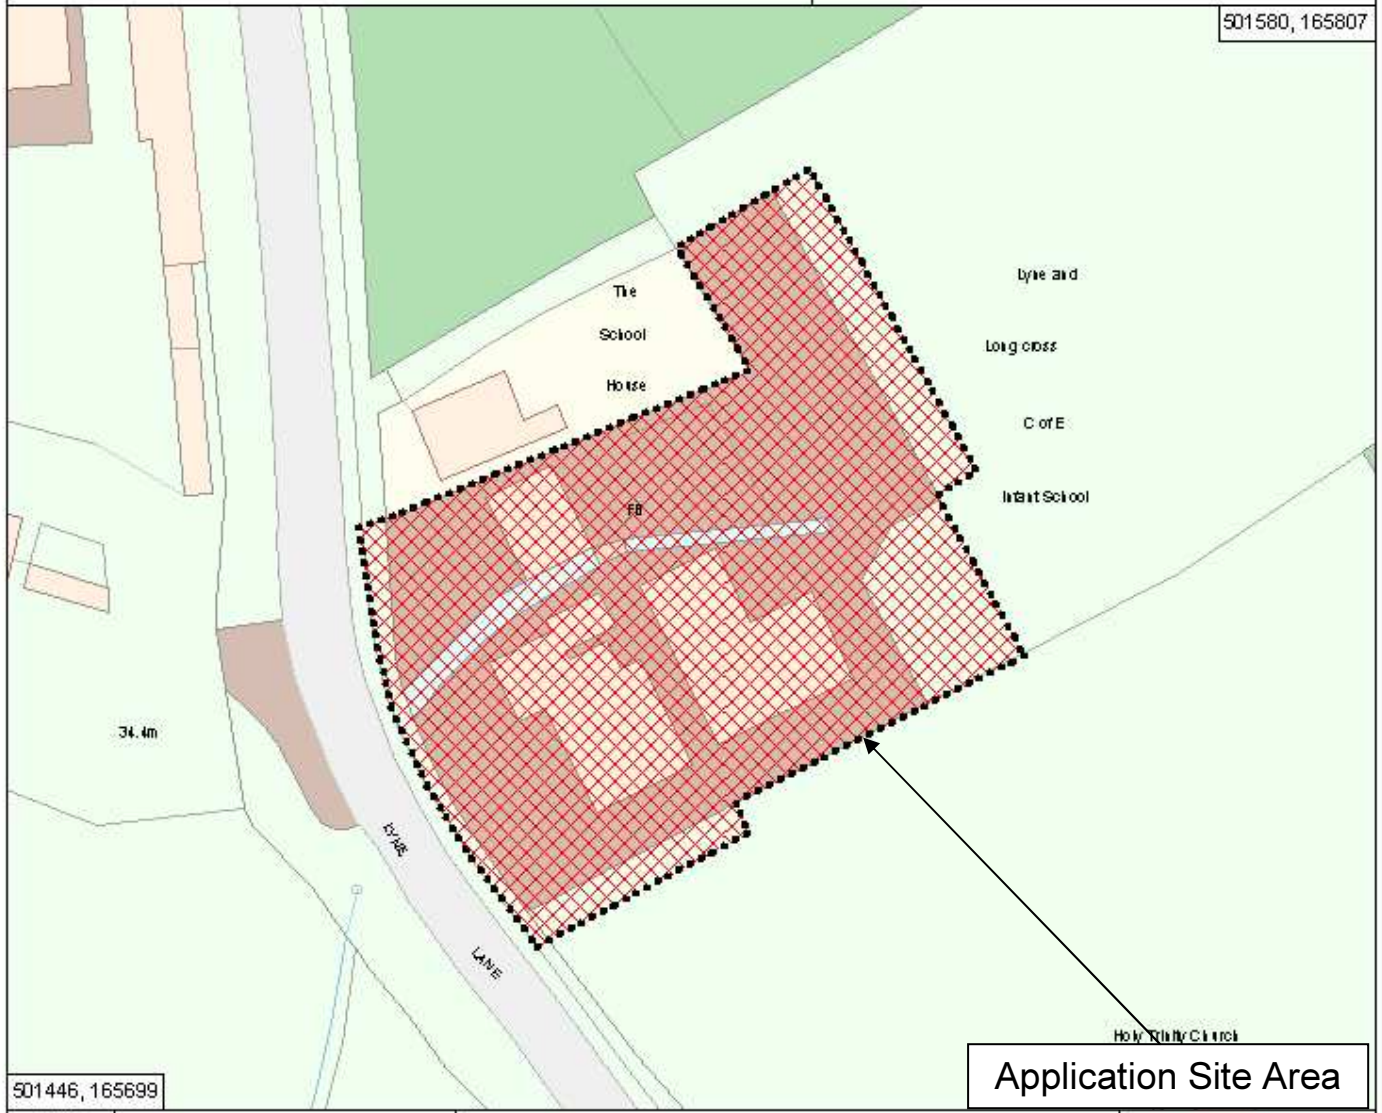 501580, 165807
Lyne and
The
School
Long cross
House
C of E
Infant School
FB
34.4m
LYNE
LANE
Holy Trinity Church
Application Site Area
501446, 165699